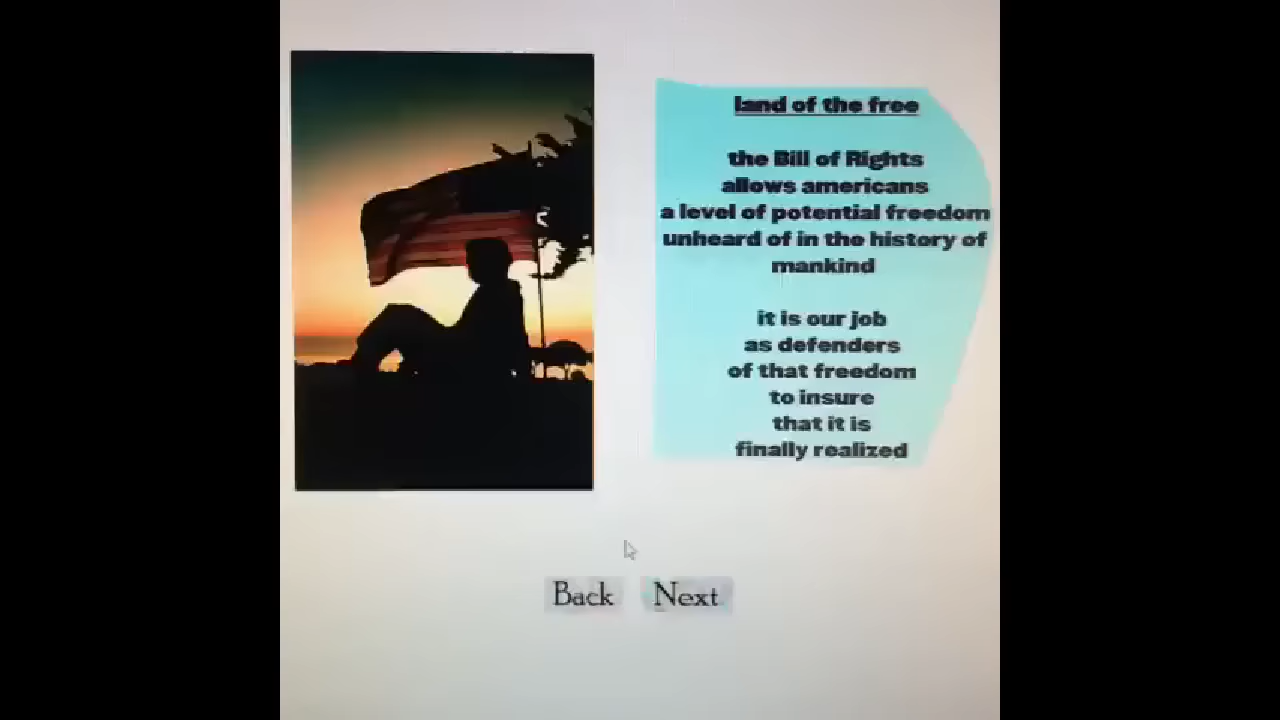 land of the free
the Bill of Rights
allows americans
a level of potential freedom
unheard of in the history of
mankind
it is our job
as defenders
of that freedom
to insure
that it is
finally realized
Back Next